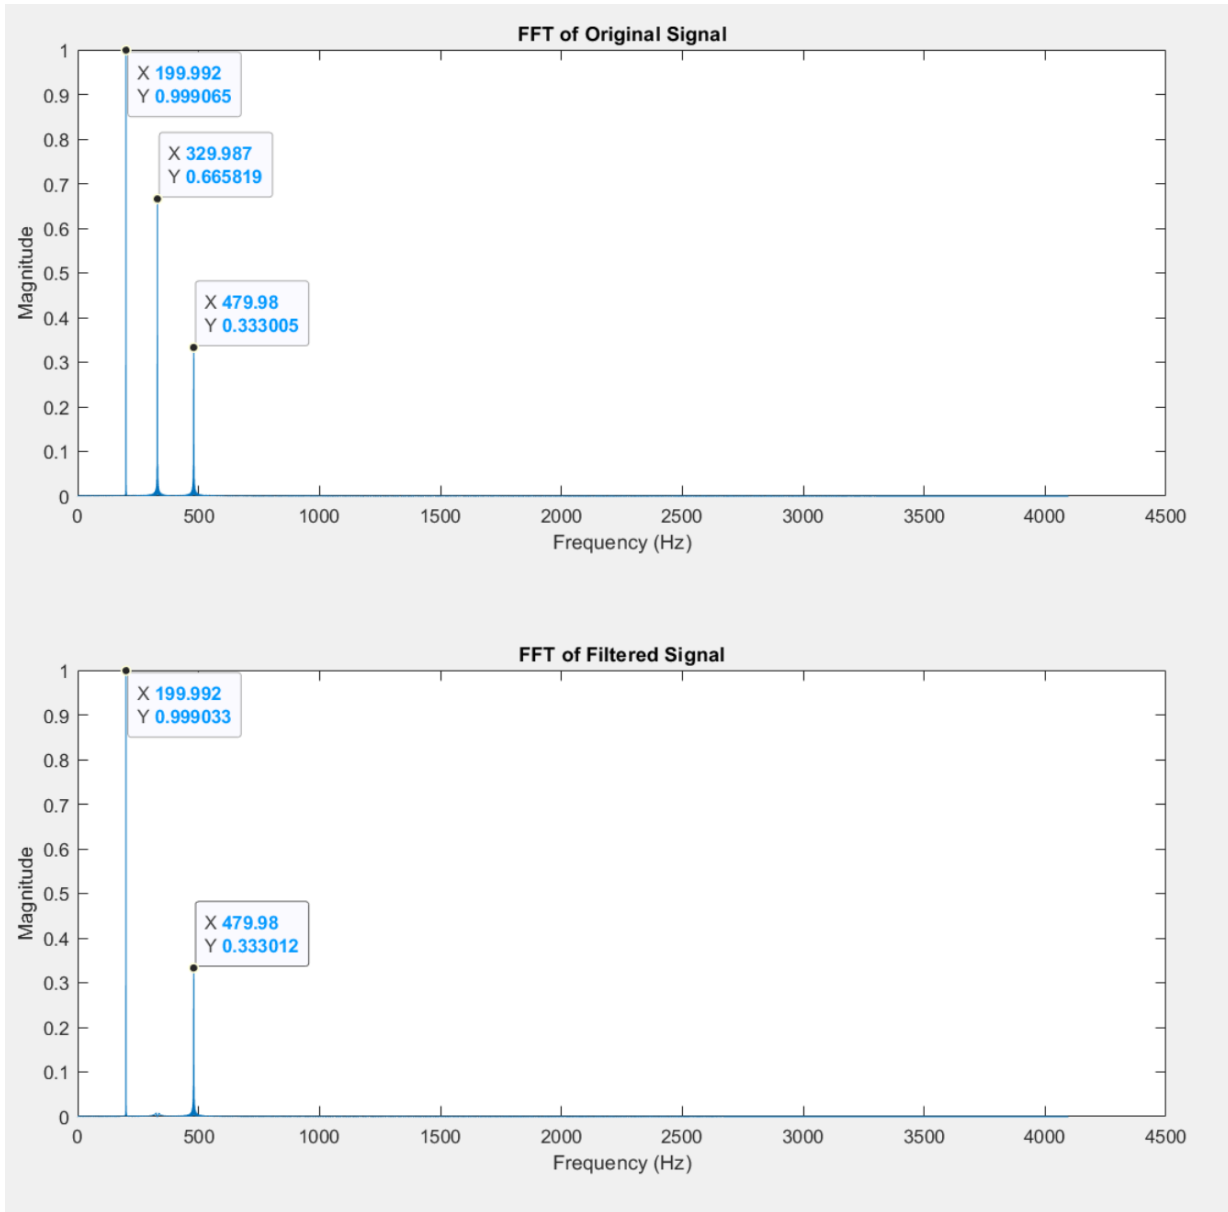 FFT of Original Signal
1
0.9
0.8
0.7
0.6
0.5
0.4
0.3
0.2
0.1
0
Magnitude
X 199.992
Y 0.999065
X 329.987
Y 0.665819
X 479.98
Y 0.333005
0 500 1000 1500 2000 2500 3000 3500 4000 4500
Frequency (Hz)
FFT of Filtered Signal
1
0.9
0.8
0.7
0.6
0.5
0.4
0.3
0.2
0.1
0
Magnitude
X 199.992
Y 0.999033
X 479.98
Y 0.333012
0 500 1000 1500 2000 2500 3000 3500 4000 4500
Frequency (Hz)